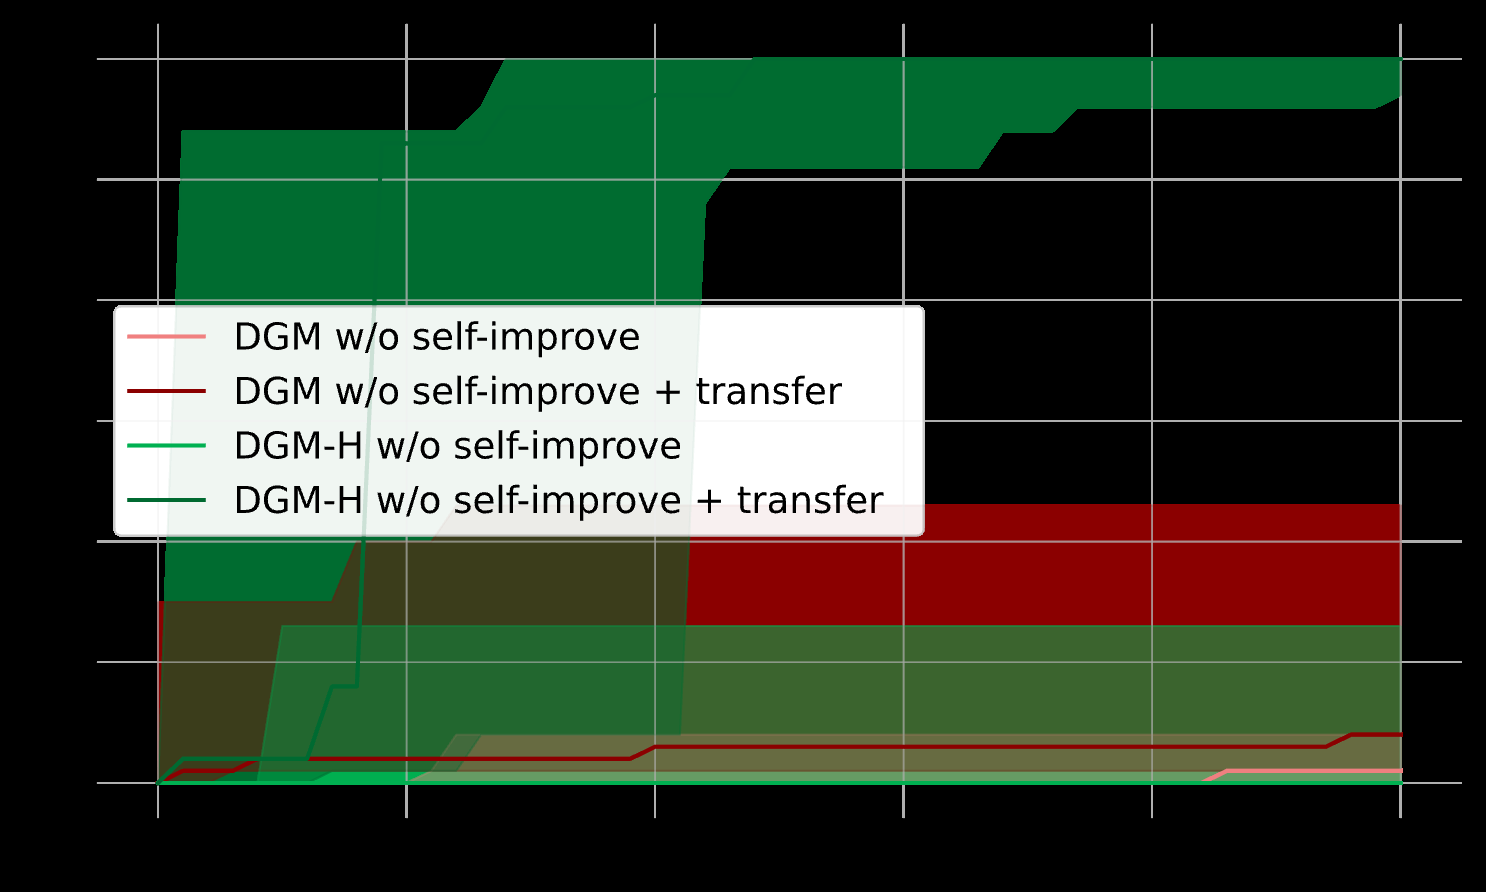 DGM w/o self-improve
DGM w/o self-improve + transfer
DGM-H w/o self-improve
DGM-H w/o self-improve + transfer